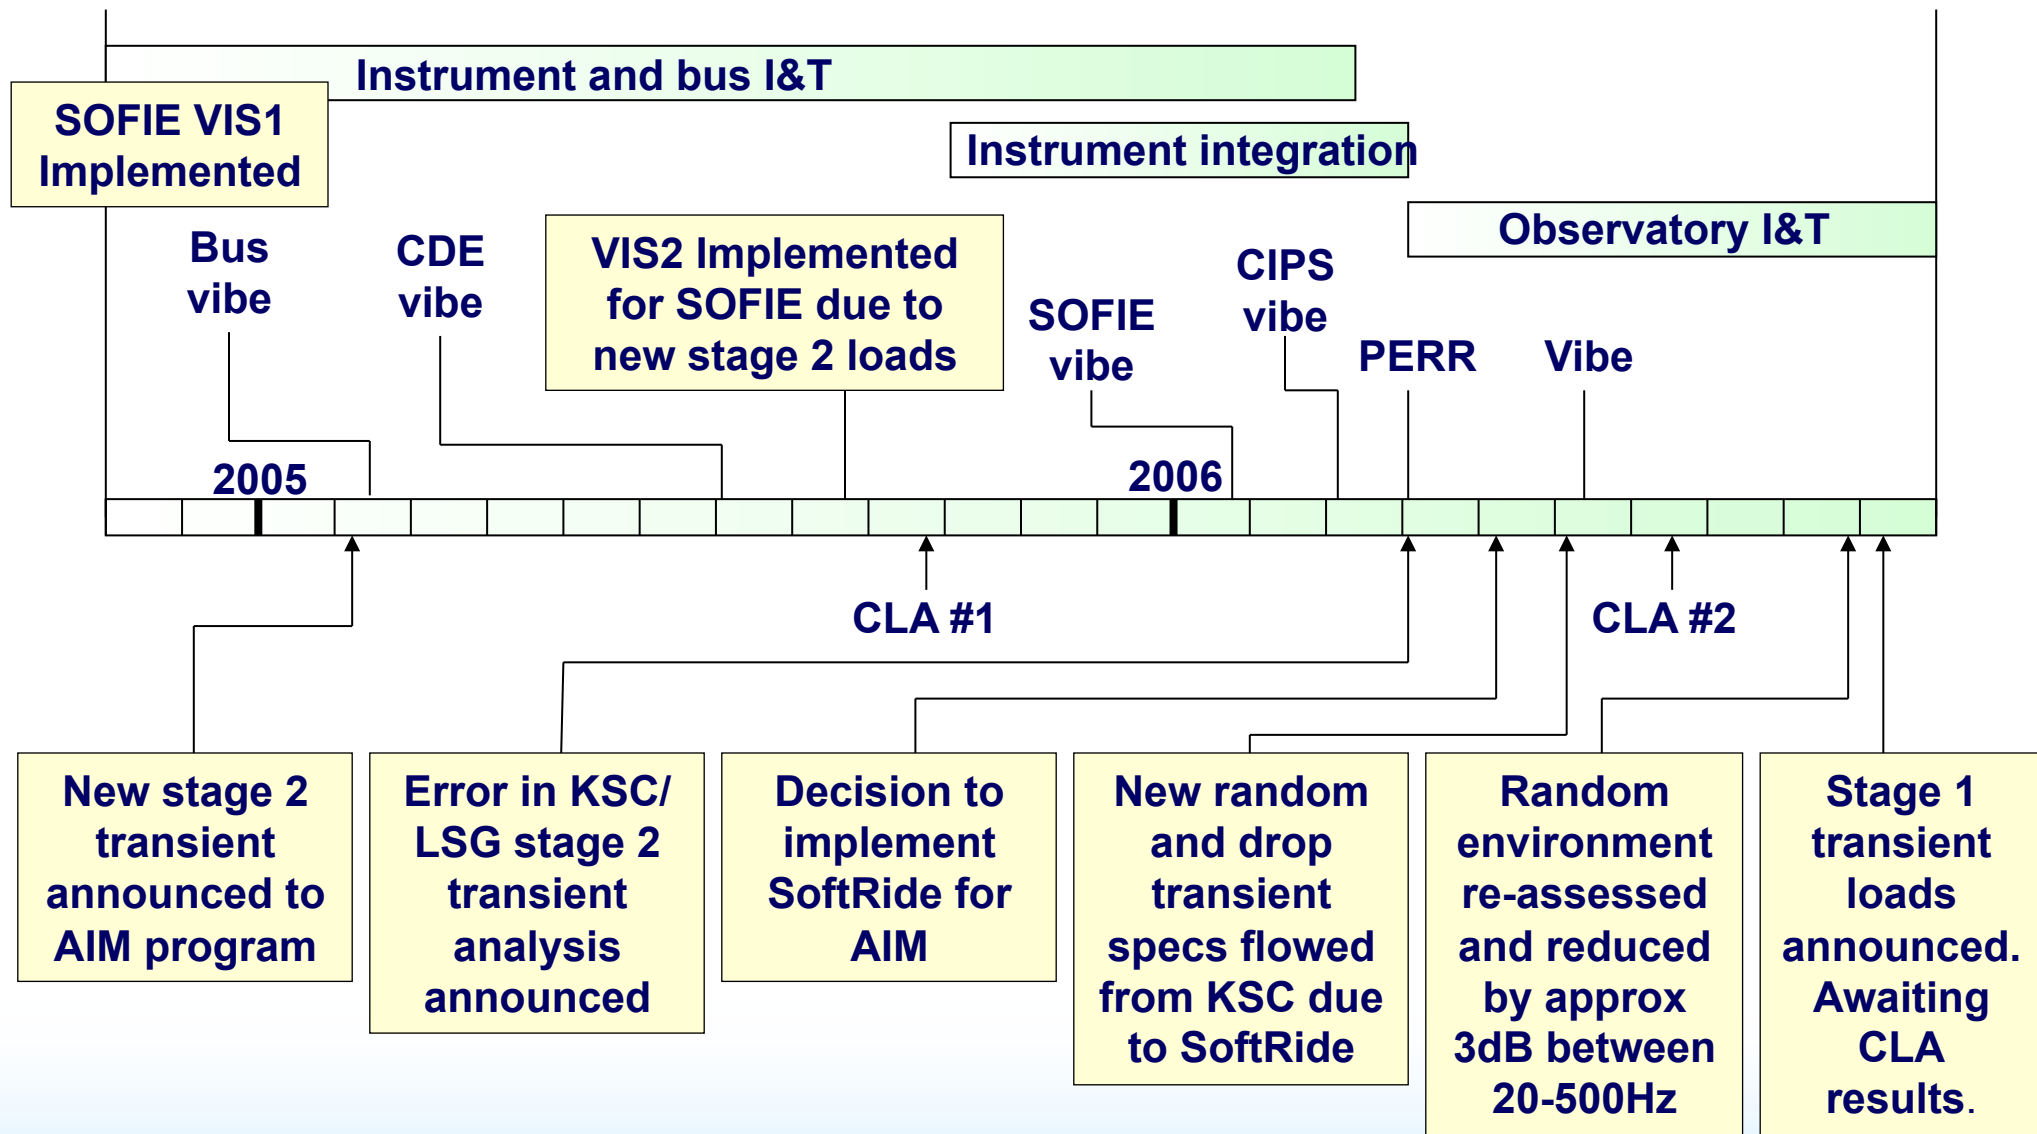 Instrument and bus I&T
SOFIE VIS1
Implemented
Instrument integration
Observatory I&T
Bus
vibe
CDE
vibe
VIS2 Implemented
for SOFIE due to
new stage 2 loads
SOFIE
vibe
CIPS
vibe
PERR
Vibe
2005
2006
CLA #1
CLA #2
New stage 2
transient
announced to
AIM program
Error in KSC/
LSG stage 2
transient
analysis
announced
Decision to
implement
SoftRide for
AIM
New random
and drop
transient
specs flowed
from KSC due
to SoftRide
Random
environment
re-assessed
and reduced
by approx
3dB between
20-500Hz
Stage 1
transient
loads
announced.
Awaiting
CLA
results.